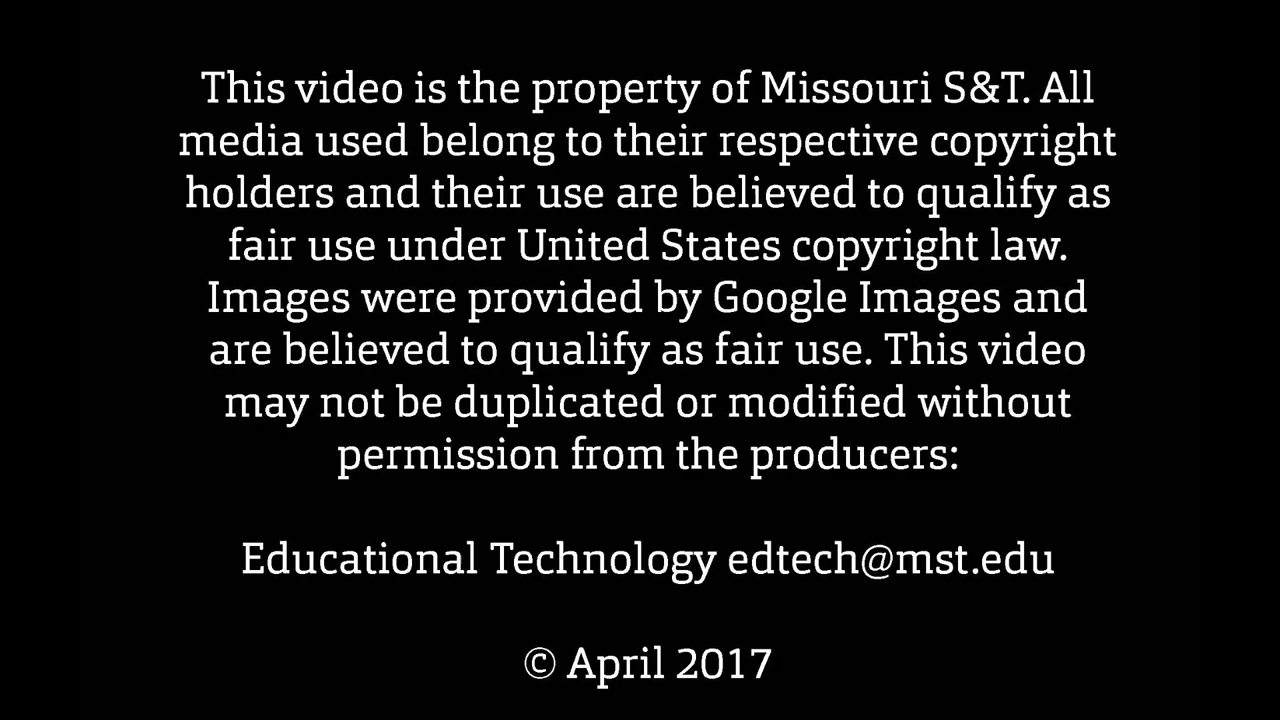 This video is the property of Missouri S&T. All
media used belong to their respective copyright
holders and their use are believed to qualify as
fair use under United States copyright law.
Images were provided by Google Images and
are believed to qualify as fair use. This video
may not be duplicated or modified without
permission from the producers:
Educational Technology edtech@mst.edu
© April 2017